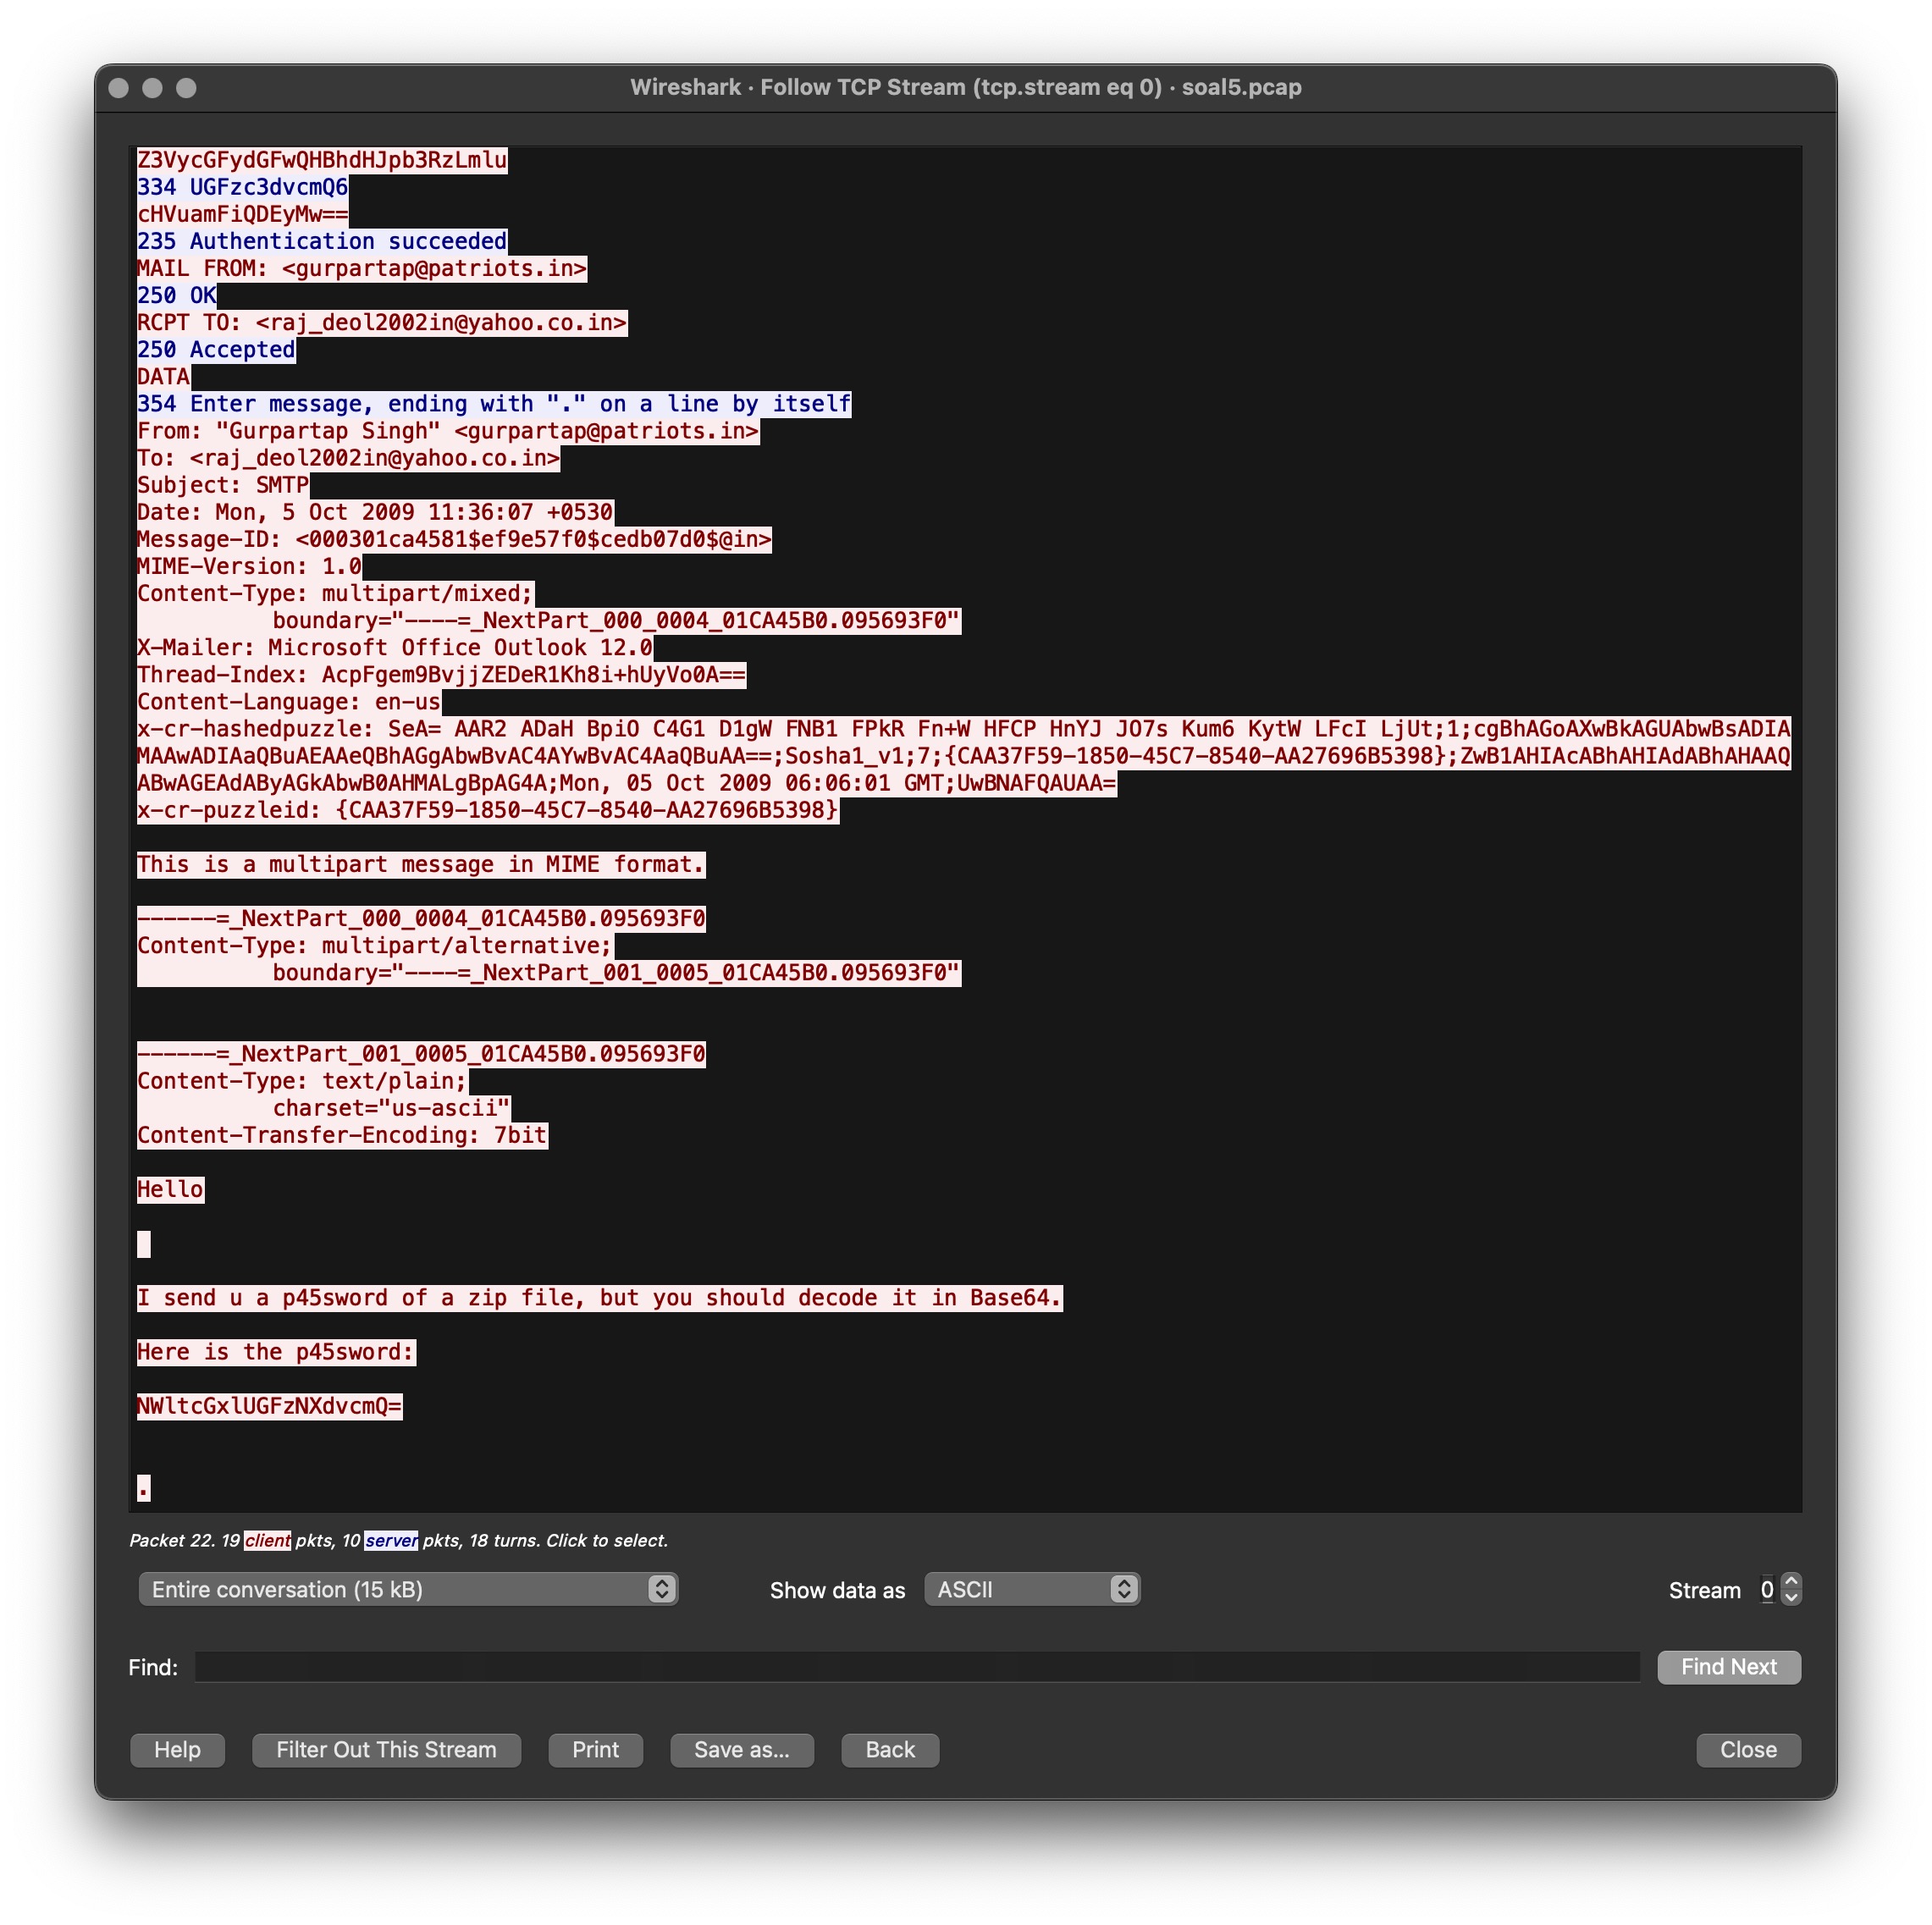 Wireshark · Follow TCP Stream (tcp.stream eq 0) · soal5.pcap
Z3VycGFydGFwQHBhdHJpb3RzLmlu
334 UGFzc3dvcmQ6
cHVuamFiQDEyMw==
235 Authentication succeeded
MAIL FROM: <gurpartap@patriots.in>
250 OK
RCPT TO: <raj_deol2002in@yahoo.co.in>
250 Accepted
DATA
354 Enter message, ending with "." on a line by itself
From: "Gurpartap Singh" <gurpartap@patriots.in>
To: <raj_deol2002in@yahoo.co.in>
Subject: SMTP
Date: Mon, 5 Oct 2009 11:36:07 +0530
Message-ID: <000301ca4581$ef9e57f0$cedb07d0$@in>
MIME-Version: 1.0
Content-Type: multipart/mixed;
boundary="----=_NextPart_000_0004_01CA45B0.095693F0"
X-Mailer: Microsoft Office Outlook 12.0
Thread-Index: AcpFgem9BvjjZEDeR1Kh8i+hUyVo0A==
Content-Language: en-us
x-cr-hashedpuzzle: SeA= AAR2 ADaH BpiO C4G1 D1gW FNB1 FPkR Fn+W HFCP HnYJ JO7s Kum6 KytW LFcI LjUt;1;cgBhAGoAXwBkAGUAbwBsADIA
MAAwADIAaQBuAEAAeQBhAGgAbwBvAC4AYwBvAC4AaQBuAA==;Sosha1_v1;7;{CAA37F59-1850-45C7-8540-AA27696B5398};ZwB1AHIAcABhAHIAdABhAHAAQ
ABwAGEAdAByAGkAbwB0AHMALgBpAG4A;Mon, 05 Oct 2009 06:06:01 GMT;UwBNAFQAUAA=
x-cr-puzzleid: {CAA37F59-1850-45C7-8540-AA27696B5398}
This is a multipart message in MIME format.
------=_NextPart_000_0004_01CA45B0.095693F0
Content-Type: multipart/alternative;
boundary="----=_NextPart_001_0005_01CA45B0.095693F0"
------=_NextPart_001_0005_01CA45B0.095693F0
Content-Type: text/plain;
charset="us-ascii"
Content-Transfer-Encoding: 7bit
Hello
I send u a p45sword of a zip file, but you should decode it in Base64.
Here is the p45sword:
NWltcGxlUGFzNXdvcmQ=
.
Packet 22. 19 client pkts, 10 server pkts, 18 turns. Click to select.
Entire conversation (15 kB) Show data as ASCII Stream 0
Find: Find Next
Help Filter Out This Stream Print Save as... Back Close